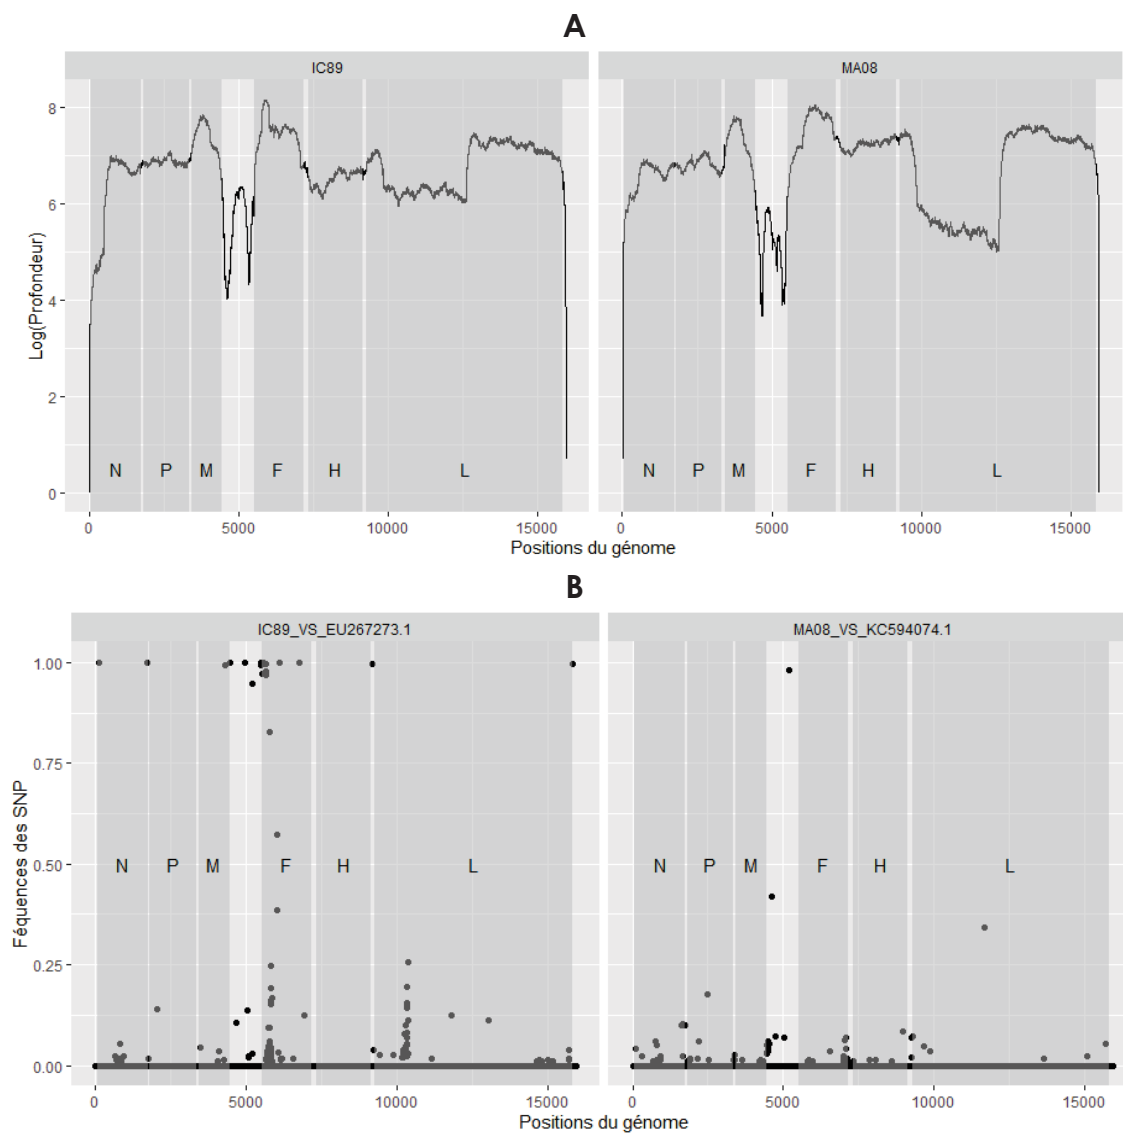 A
IC89 MA08
8
6
4
2
0
Log(Profondeur)
N P M F H L N P M F H L
0 5000 10000 15000 0 5000 10000 15000
Positions du génome
B
IC89_VS_EU267273.1 MA08_VS_KC594074.1
1.00
0.75
0.50
0.25
0.00
Féquences des SNP
N P M F H L N P M F H L
0 5000 10000 15000 0 5000 10000 15000
Positions du génome